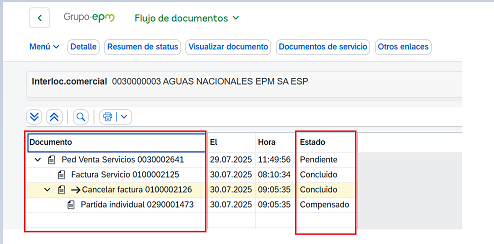 Grupo·epm Flujo de documentos
Menú Detalle Resumen de status Visualizar documento Documentos de servicio Otros enlaces
Interloc.comercial 0030000003 AGUAS NACIONALES EPM SA ESP
Documento El Hora Estado
Ped Venta Servicios 0030002641 29.07.2025 11:49:56 Pendiente
Factura Servicio 0100002125 30.07.2025 08:10:34 Concluido
Cancelar factura 0100002126 30.07.2025 09:05:35 Concluido
Partida individual 0290001473 30.07.2025 09:05:35 Compensado